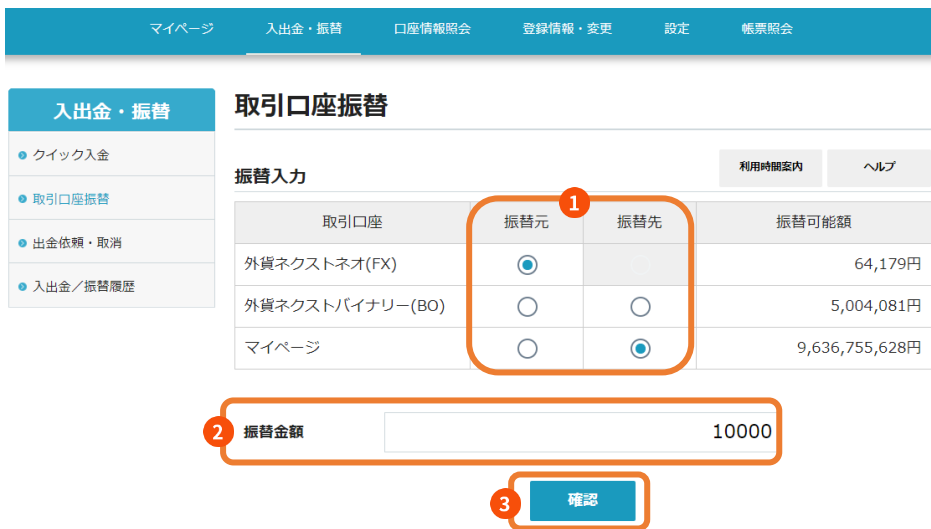 マイページ 入出金・振替 口座情報照会 登録情報・変更 設定 帳票照会
入出金・振替
クイック入金
取引口座振替
出金依頼・取消
入出金／振替履歴
取引口座振替
振替入力 利用時間案内 ヘルプ
1
取引口座 振替元 振替先 振替可能額
外貨ネクストネオ(FX) 64,179円
外貨ネクストバイナリー(BO) 5,004,081円
マイページ 9,636,755,628円
2 振替金額 10000
3 確認